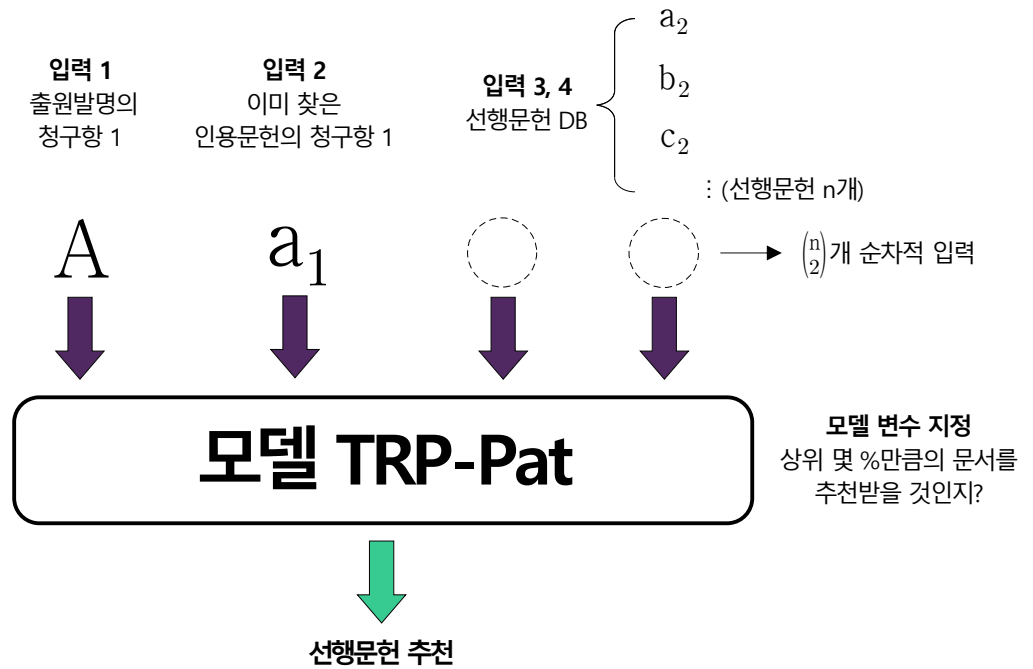 입력 1
출원발명의
청구항 1
입력 2
이미 찾은
인용문헌의 청구항 1
입력 3, 4
선행문헌 DB
a₂
b₂
c₂
⋮ (선행문헌 n개)
A
a₁
(n 2)개 순차적 입력
모델 TRP-Pat
모델 변수 지정
상위 몇 %만큼의 문서를
추천받을 것인지?
선행문헌 추천